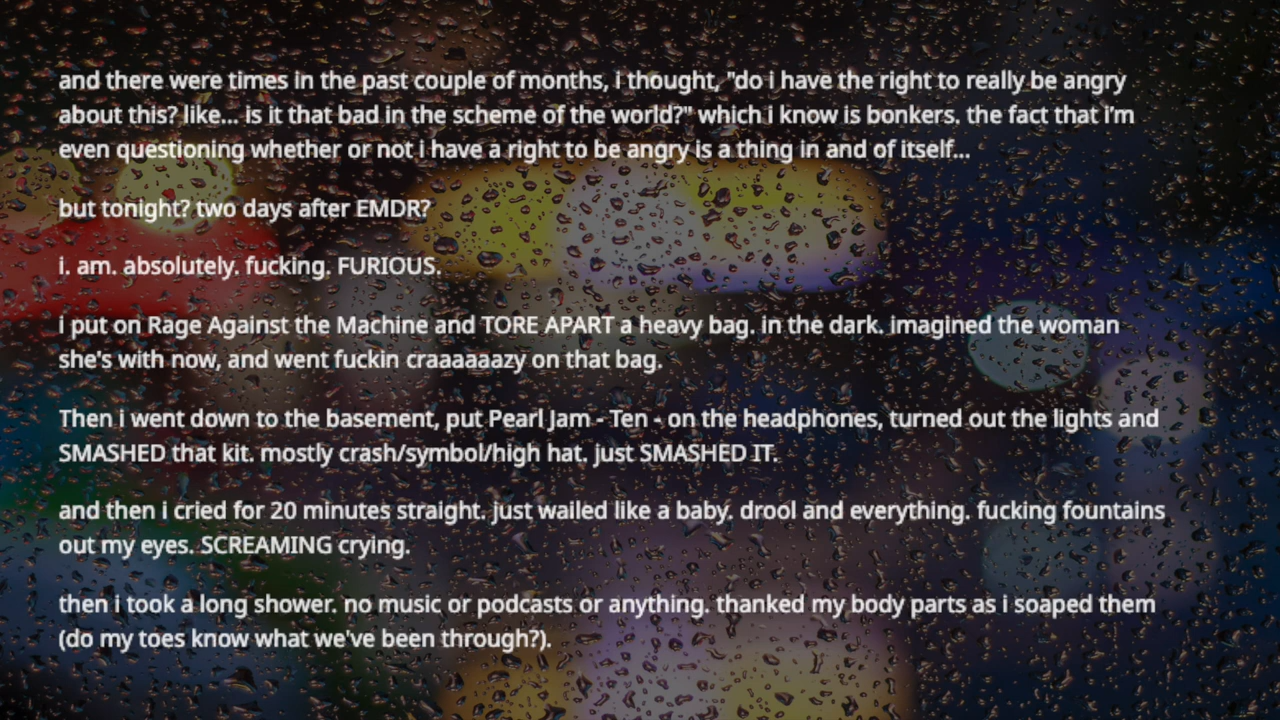 and there were times in the past couple of months, i thought, "do i have the right to really be angry
about this? like... is it that bad in the scheme of the world?" which i know is bonkers. the fact that i'm
even questioning whether or not i have a right to be angry is a thing in and of itself...
but tonight? two days after EMDR?
i. am. absolutely. fucking. FURIOUS.
i put on Rage Against the Machine and TORE APART a heavy bag. in the dark. imagined the woman
she's with now, and went fuckin craaaaaazy on that bag.
Then i went down to the basement, put Pearl Jam - Ten - on the headphones, turned out the lights and
SMASHED that kit. mostly crash/symbol/high hat. just SMASHED IT.
and then i cried for 20 minutes straight. just wailed like a baby. drool and everything. fucking fountains
out my eyes. SCREAMING crying.
then i took a long shower. no music or podcasts or anything. thanked my body parts as i soaped them
(do my toes know what we've been through?).